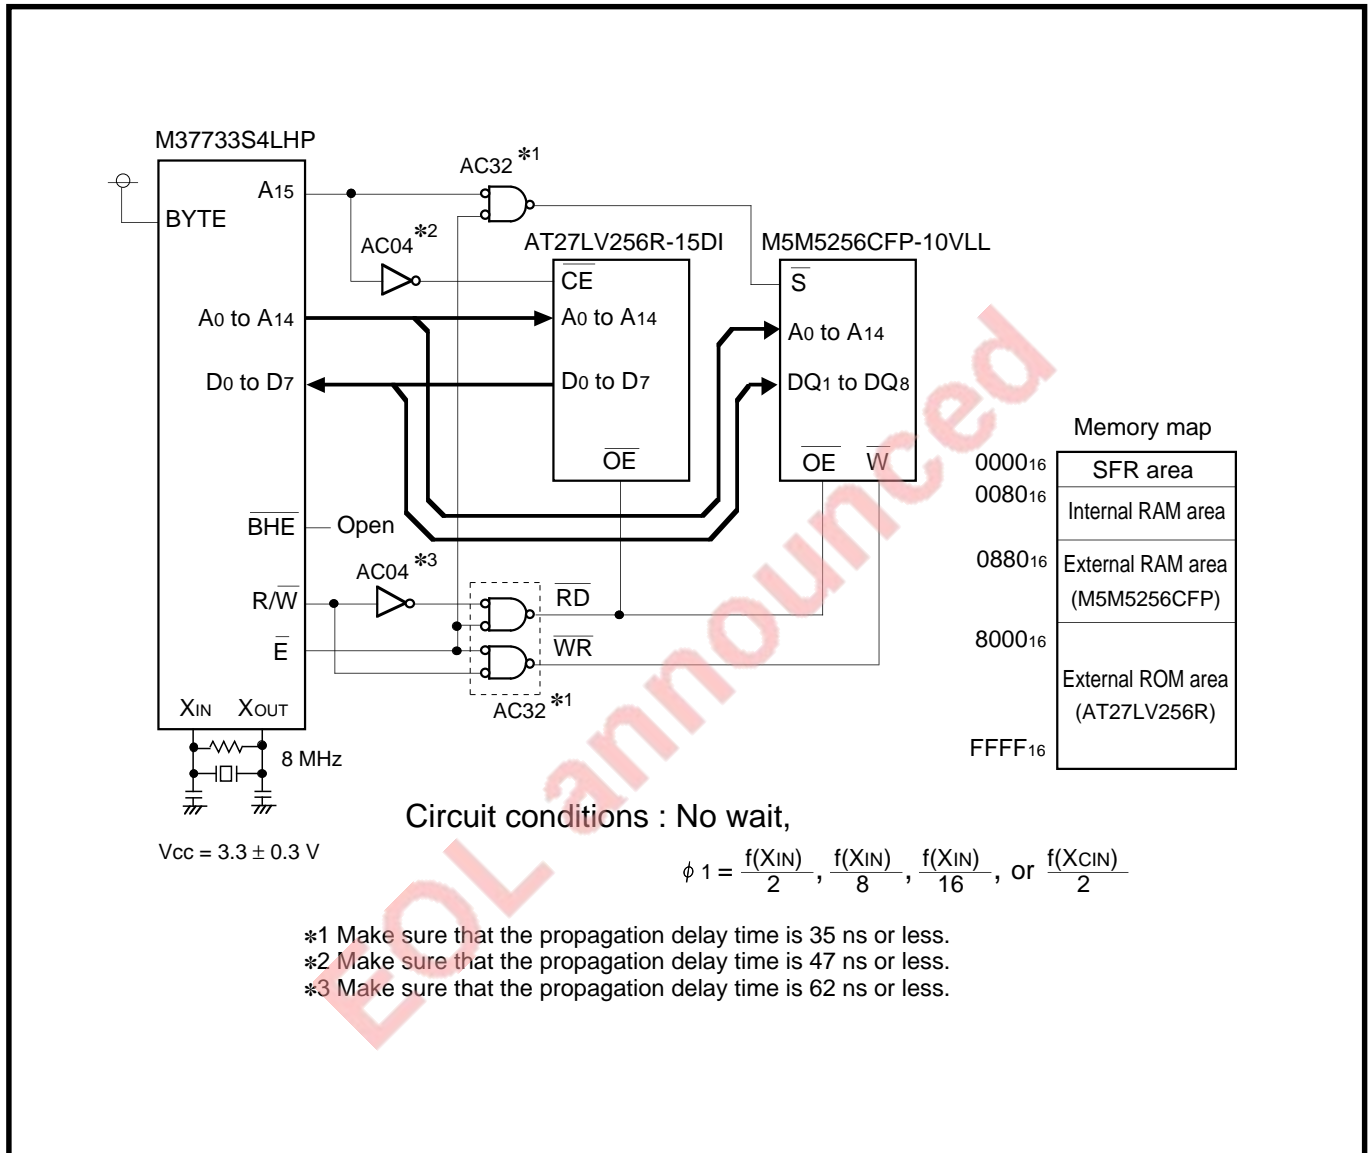 M37733S4LHP
AC32 *1
A15
BYTE
AC04 *2
AT27LV256R-15DI
M5M5256CFP-10VLL
CE
S
A0 to A14
A0 to A14
A0 to A14
D0 to D7
D0 to D7
DQ1 to DQ8
OE
OE
W
BHE
Open
AC04 *3
R/W
RD
E
WR
AC32 *1
XIN
XOUT
8 MHz
Vcc = 3.3 ± 0.3 V
Memory map
000016
SFR area
008016
Internal RAM area
088016
External RAM area
(M5M5256CFP)
800016
External ROM area
(AT27LV256R)
FFFF16
Circuit conditions : No wait,
ϕ 1 = f(XIN)/2, f(XIN)/8, f(XIN)/16, or f(XCIN)/2
*1 Make sure that the propagation delay time is 35 ns or less.
*2 Make sure that the propagation delay time is 47 ns or less.
*3 Make sure that the propagation delay time is 62 ns or less.
EOL announced